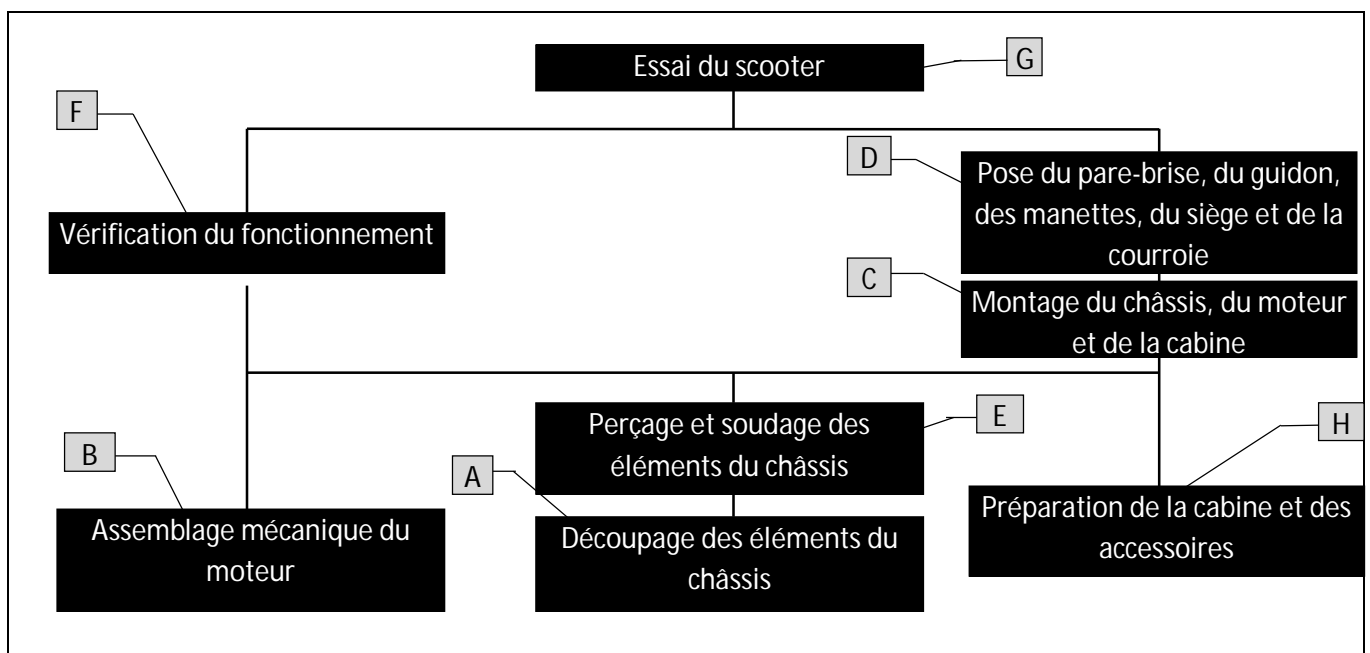 Essai du scooter
G
F
D
Pose du pare-brise, du guidon,
des manettes, du siège et de la
courroie
Vérification du fonctionnement
C
Montage du châssis, du moteur
et de la cabine
Perçage et soudage des
éléments du châssis
E
H
B
A
Assemblage mécanique du
moteur
Découpage des éléments du
châssis
Préparation de la cabine et des
accessoires